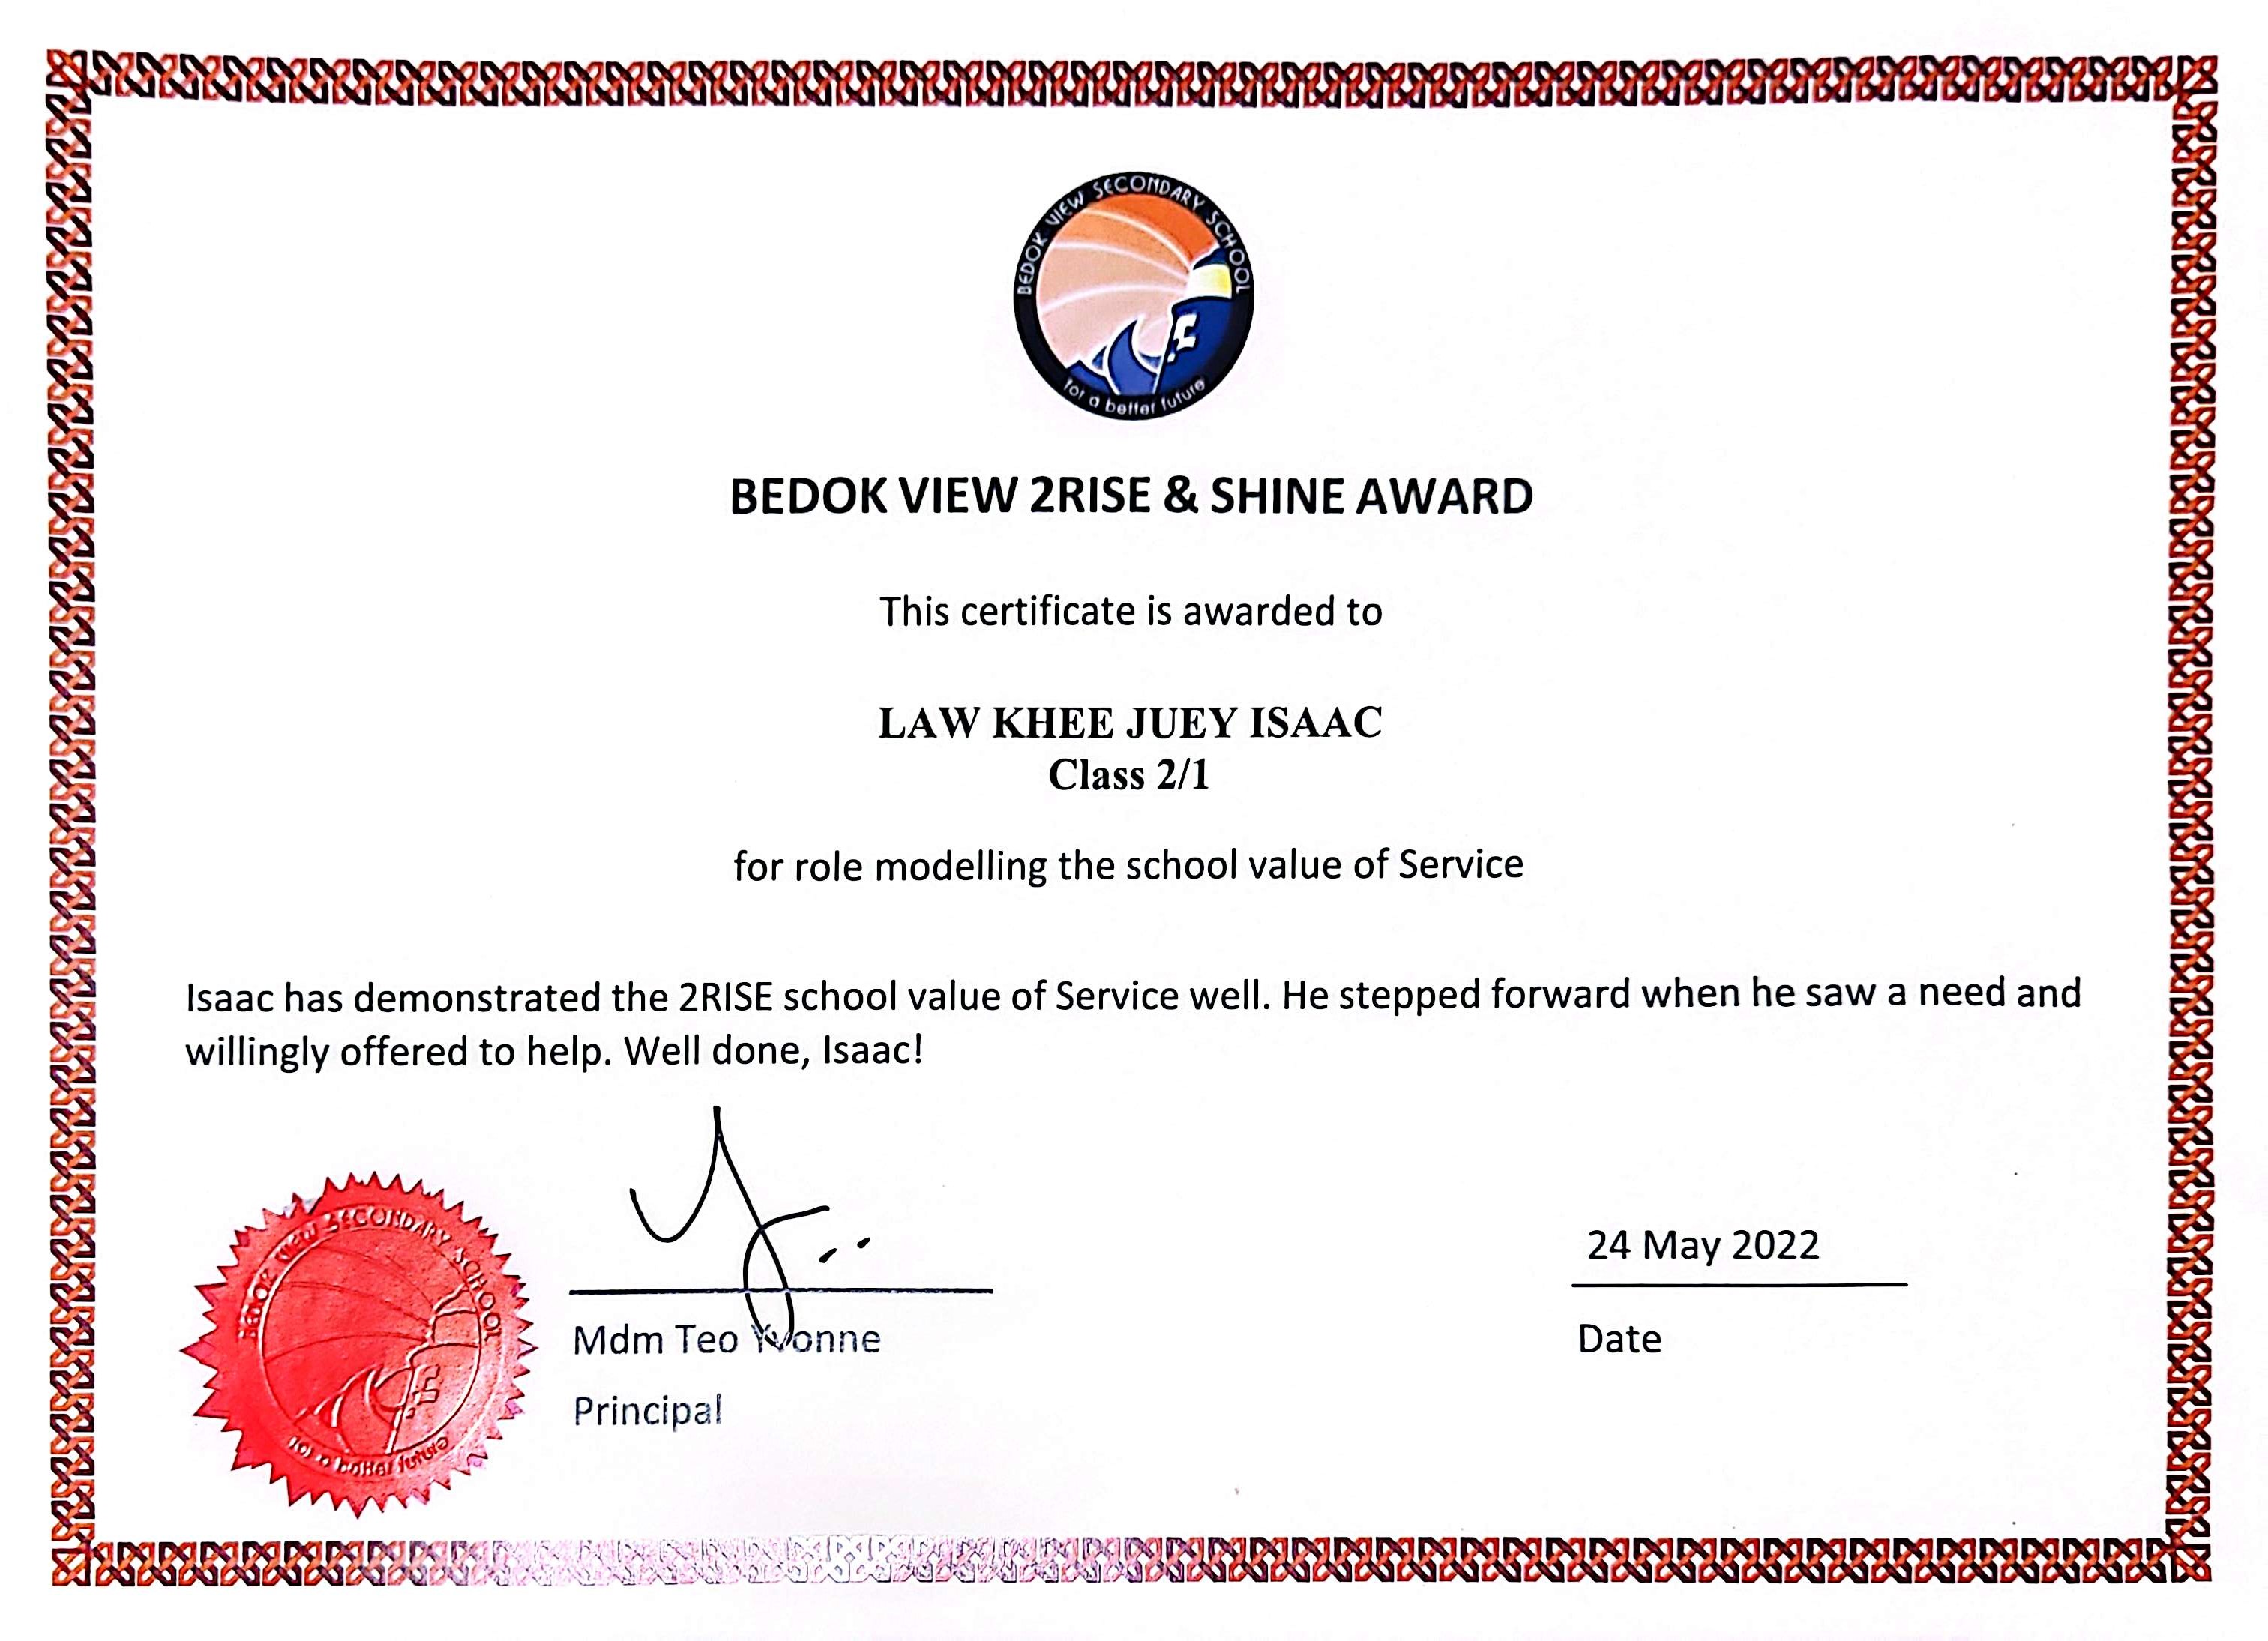 BEDOK VIEW SECONDARY SCHOOL
for a better future
BEDOK VIEW 2RISE & SHINE AWARD
This certificate is awarded to
LAW KHEE JUEY ISAAC
Class 2/1
for role modelling the school value of Service
Isaac has demonstrated the 2RISE school value of Service well. He stepped forward when he saw a need and
willingly offered to help. Well done, Isaac!
BEDOK VIEW SECONDARY SCHOOL
for a better future
24 May 2022
Mdm Teo Yvonne
Date
Principal